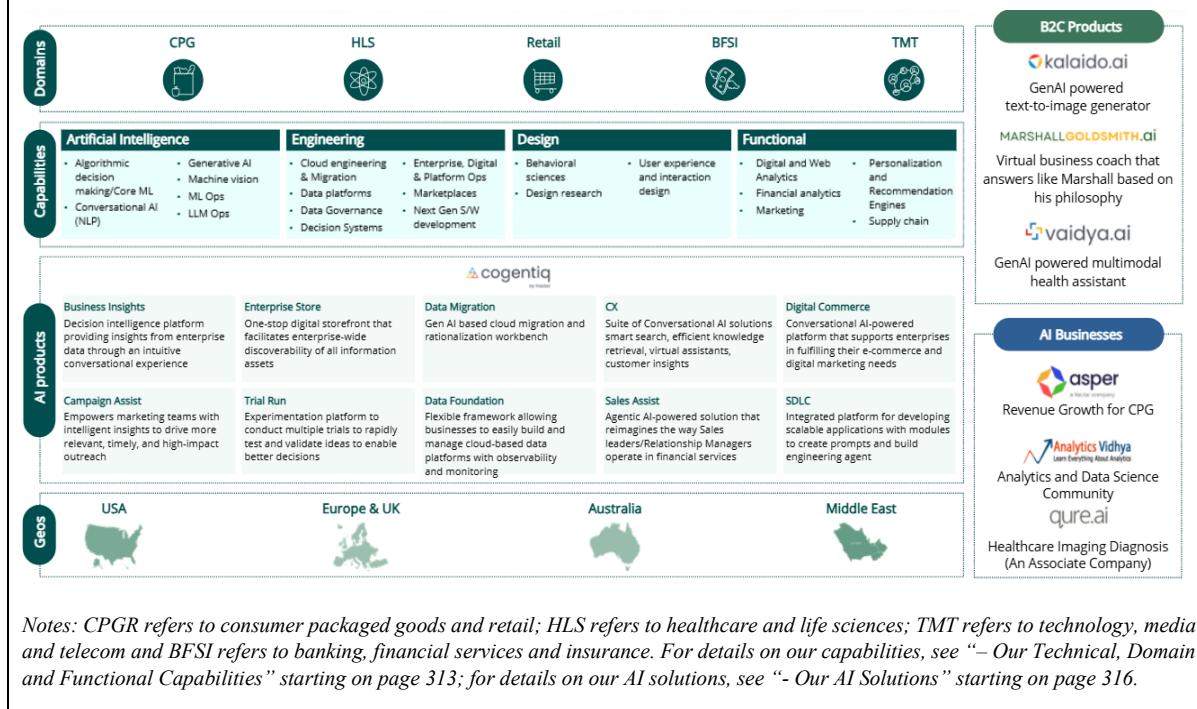 Domains
CPG
HLS
Retail
BFSI
TMT
Capabilities
Artificial Intelligence
• Algorithmic
decision
making/Core ML
• Conversational AI
(NLP)
• Generative AI
• Machine vision
• ML Ops
• LLM Ops
Engineering
• Cloud engineering
& Migration
• Data platforms
• Data Governance
• Decision Systems
• Enterprise, Digital
& Platform Ops
• Marketplaces
• Next Gen S/W
development
Design
• Behavioral
sciences
• Design research
• User experience
and interaction
design
Functional
• Digital and Web
Analytics
• Financial analytics
• Marketing
• Personalization
and
Recommendation
Engines
• Supply chain
AI products
cogentiq
by fractal
Business Insights
Decision intelligence platform
providing insights from enterprise
data through an intuitive
conversational experience
Enterprise Store
One-stop digital storefront that
facilitates enterprise-wide
discoverability of all information
assets
Data Migration
Gen AI based cloud migration and
rationalization workbench
CX
Suite of Conversational AI solutions
smart search, efficient knowledge
retrieval, virtual assistants,
customer insights
Digital Commerce
Conversational AI-powered
platform that supports enterprises
in fulfilling their e-commerce and
digital marketing needs
Campaign Assist
Empowers marketing teams with
intelligent insights to drive more
relevant, timely, and high-impact
outreach
Trial Run
Experimentation platform to
conduct multiple trials to rapidly
test and validate ideas to enable
better decisions
Data Foundation
Flexible framework allowing
businesses to easily build and
manage cloud-based data
platforms with observability
and monitoring
Sales Assist
Agentic AI-powered solution that
reimagines the way Sales
leaders/Relationship Managers
operate in financial services
SDLC
Integrated platform for developing
scalable applications with modules
to create prompts and build
engineering agent
Geos
USA
Europe & UK
Australia
Middle East
B2C Products
kalaido.ai
GenAI powered
text-to-image generator
MARSHALLGOLDSMITH.ai
Virtual business coach that
answers like Marshall based on
his philosophy
vaidya.ai
GenAI powered multimodal
health assistant
AI Businesses
asper
a fractal company
Revenue Growth for CPG
Analytics Vidhya
Learn Everything About Analytics
Analytics and Data Science
Community
qure.ai
Healthcare Imaging Diagnosis
(An Associate Company)
Notes: CPGR refers to consumer packaged goods and retail; HLS refers to healthcare and life sciences; TMT refers to technology, media
and telecom and BFSI refers to banking, financial services and insurance. For details on our capabilities, see “– Our Technical, Domain
and Functional Capabilities” starting on page 313; for details on our AI solutions, see “- Our AI Solutions” starting on page 316.